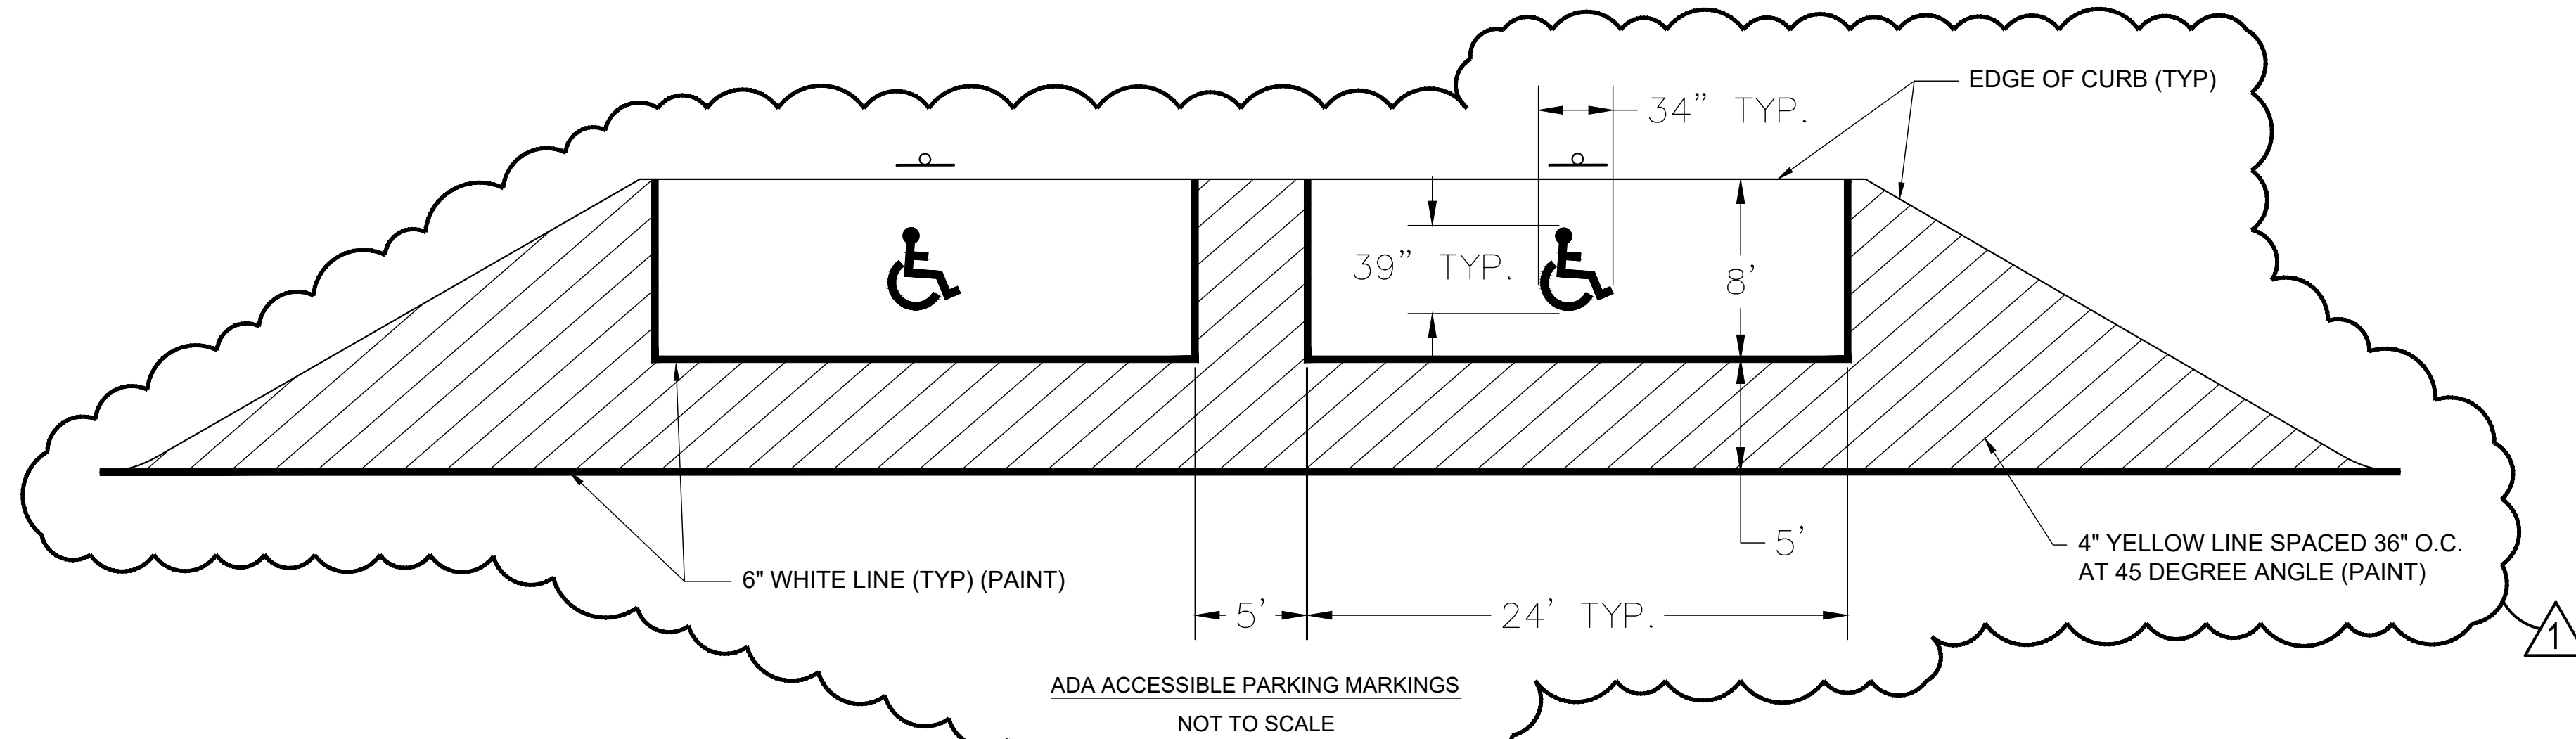 EDGE OF CURB (TYP)
34” TYP.
39” TYP.
8’
5’
4" YELLOW LINE SPACED 36" O.C.
AT 45 DEGREE ANGLE (PAINT)
6" WHITE LINE (TYP) (PAINT)
5’
24’ TYP.
1
ADA ACCESSIBLE PARKING MARKINGS
NOT TO SCALE